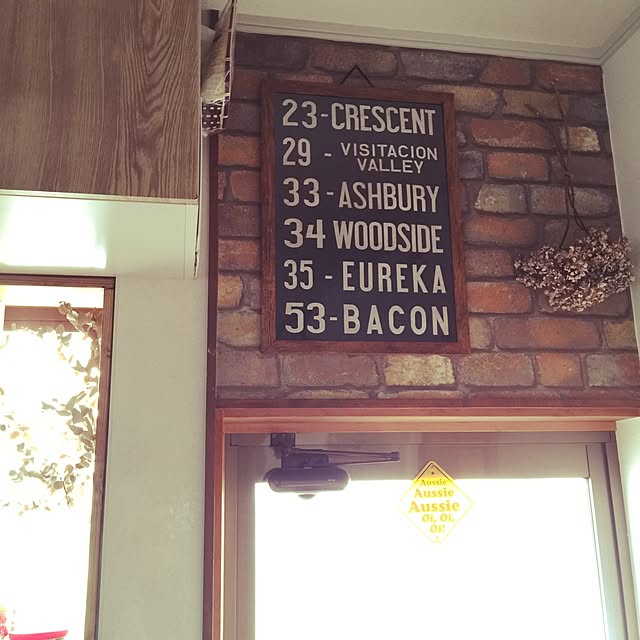 23-CRESCENT
29 - VISITACION
VALLEY
33-ASHBURY
34 WOODSIDE
35 - EUREKA
53-BACON
Aussie
Aussie
Aussie
Oi, Oi,
Oi!